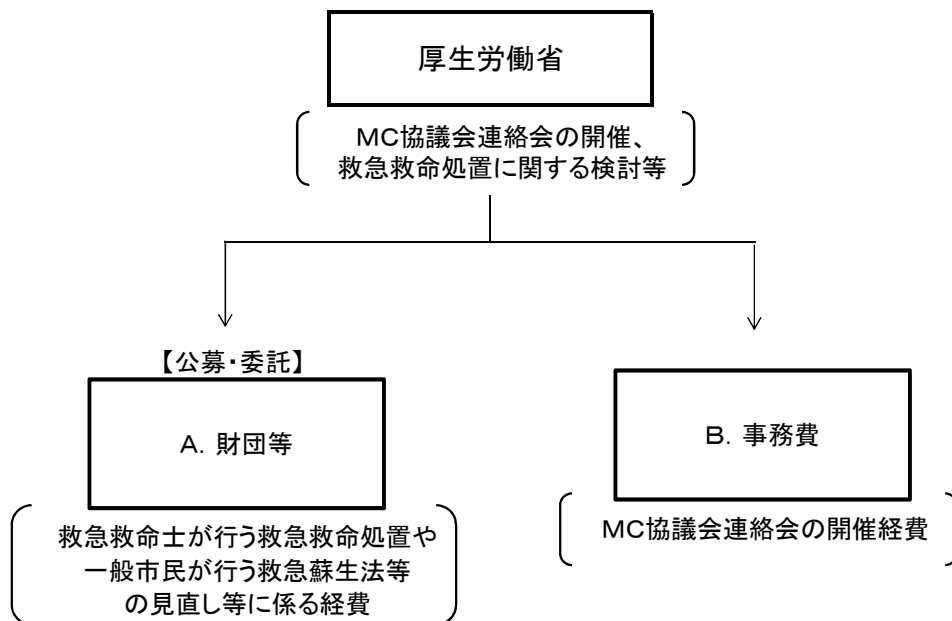 厚生労働省
MC協議会連絡会の開催、
救急救命処置に関する検討等
【公募・委託】
A．財団等
救急救命士が行う救急救命処置や
一般市民が行う救急蘇生法等
の見直し等に係る経費
B．事務費
MC協議会連絡会の開催経費